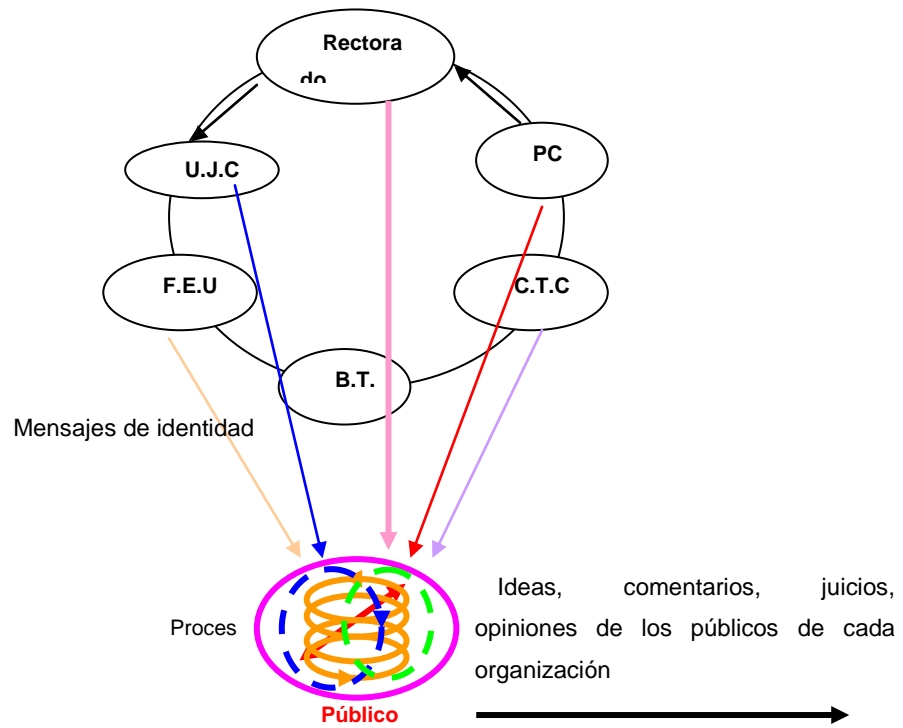 Rectora
do
PC
U.J.C
F.E.U
C.T.C
B.T.
Mensajes de identidad
Ideas, comentarios, juicios,
opiniones de los públicos de cada
organización
Proces
Público